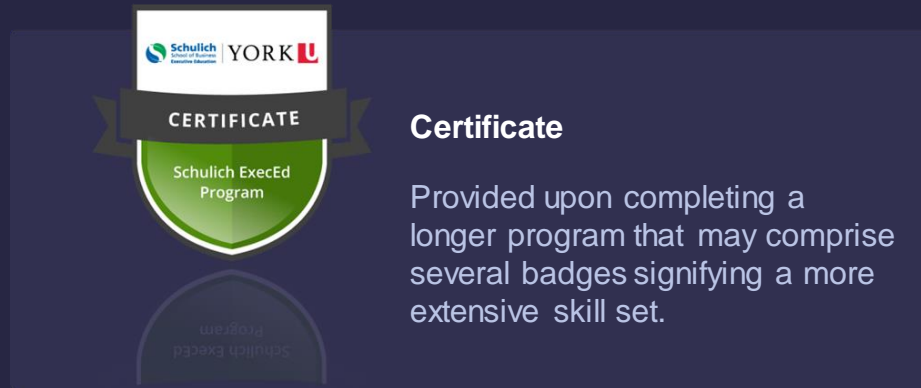 Schulich
School of Business
Executive Education
YORK U
CERTIFICATE
Schulich ExecEd
Program
Certificate
Provided upon completing a
longer program that may comprise
several badges signifying a more
extensive skill set.